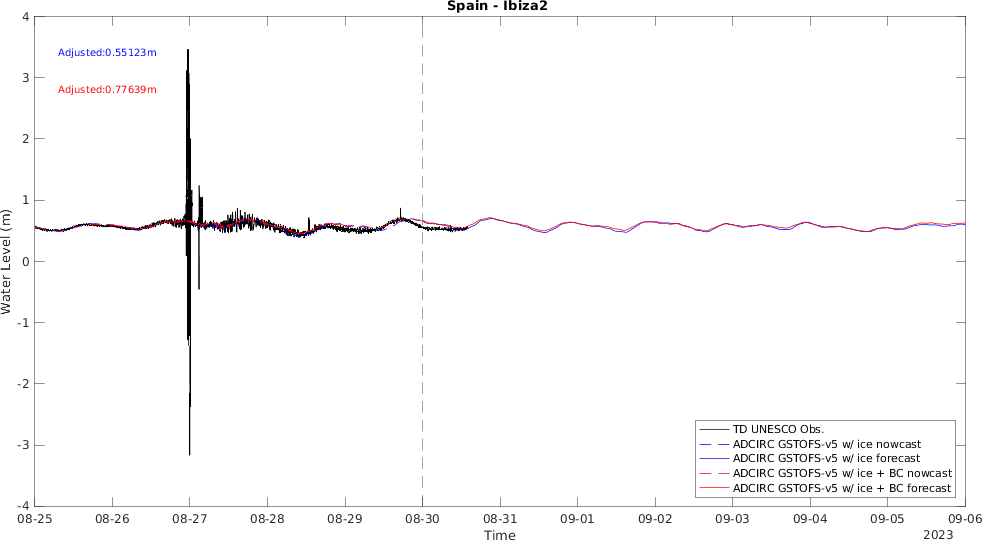 Spain - Ibiza2
Adjusted:0.55123m
Adjusted:0.77639m
Water Level (m)
4
3
2
1
0
-1
-2
-3
-4
TD UNESCO Obs.
ADCIRC GSTOFS-v5 w/ ice nowcast
ADCIRC GSTOFS-v5 w/ ice forecast
ADCIRC GSTOFS-v5 w/ ice + BC nowcast
ADCIRC GSTOFS-v5 w/ ice + BC forecast
08-25 08-26 08-27 08-28 08-29 08-30 08-31 09-01 09-02 09-03 09-04 09-05 09-06
Time
2023